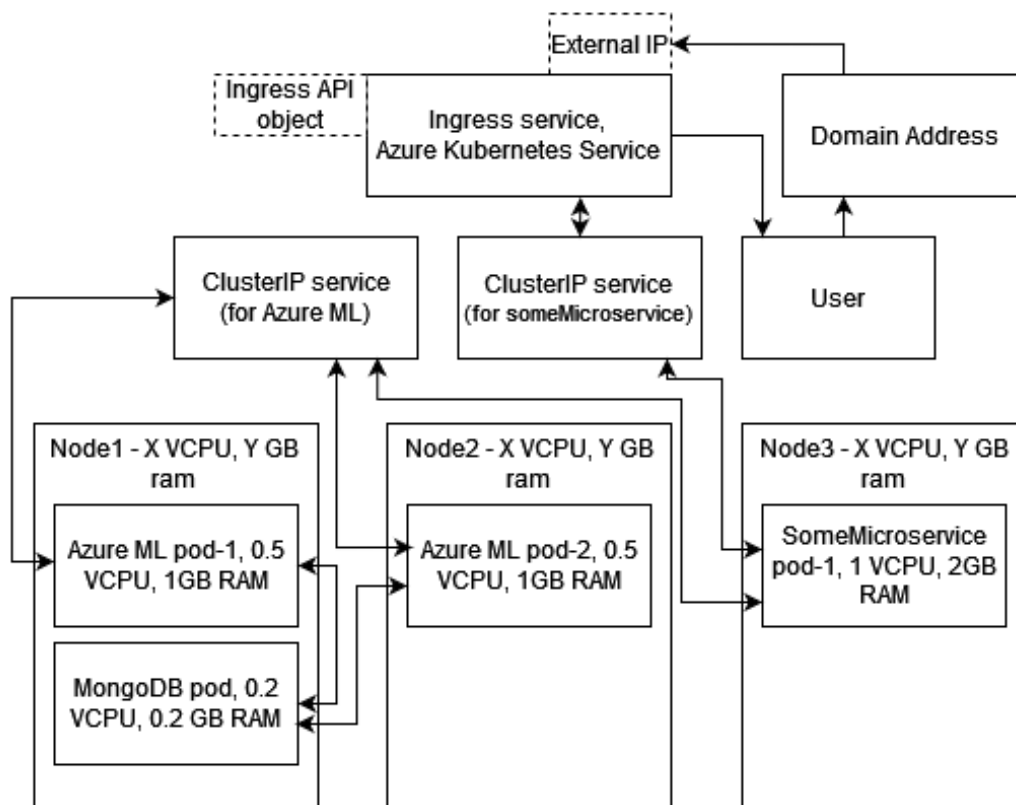 External IP
Ingress API
object
Ingress service,
Azure Kubernetes Service
Domain Address
ClusterIP service
(for Azure ML)
ClusterIP service
(for someMicroservice)
User
Node1 - X VCPU, Y GB
ram
Azure ML pod-1, 0.5
VCPU, 1GB RAM
MongoDB pod, 0.2
VCPU, 0.2 GB RAM
Node2 - X VCPU, Y GB
ram
Azure ML pod-2, 0.5
VCPU, 1GB RAM
Node3 - X VCPU, Y GB
ram
SomeMicroservice
pod-1, 1 VCPU, 2GB
RAM